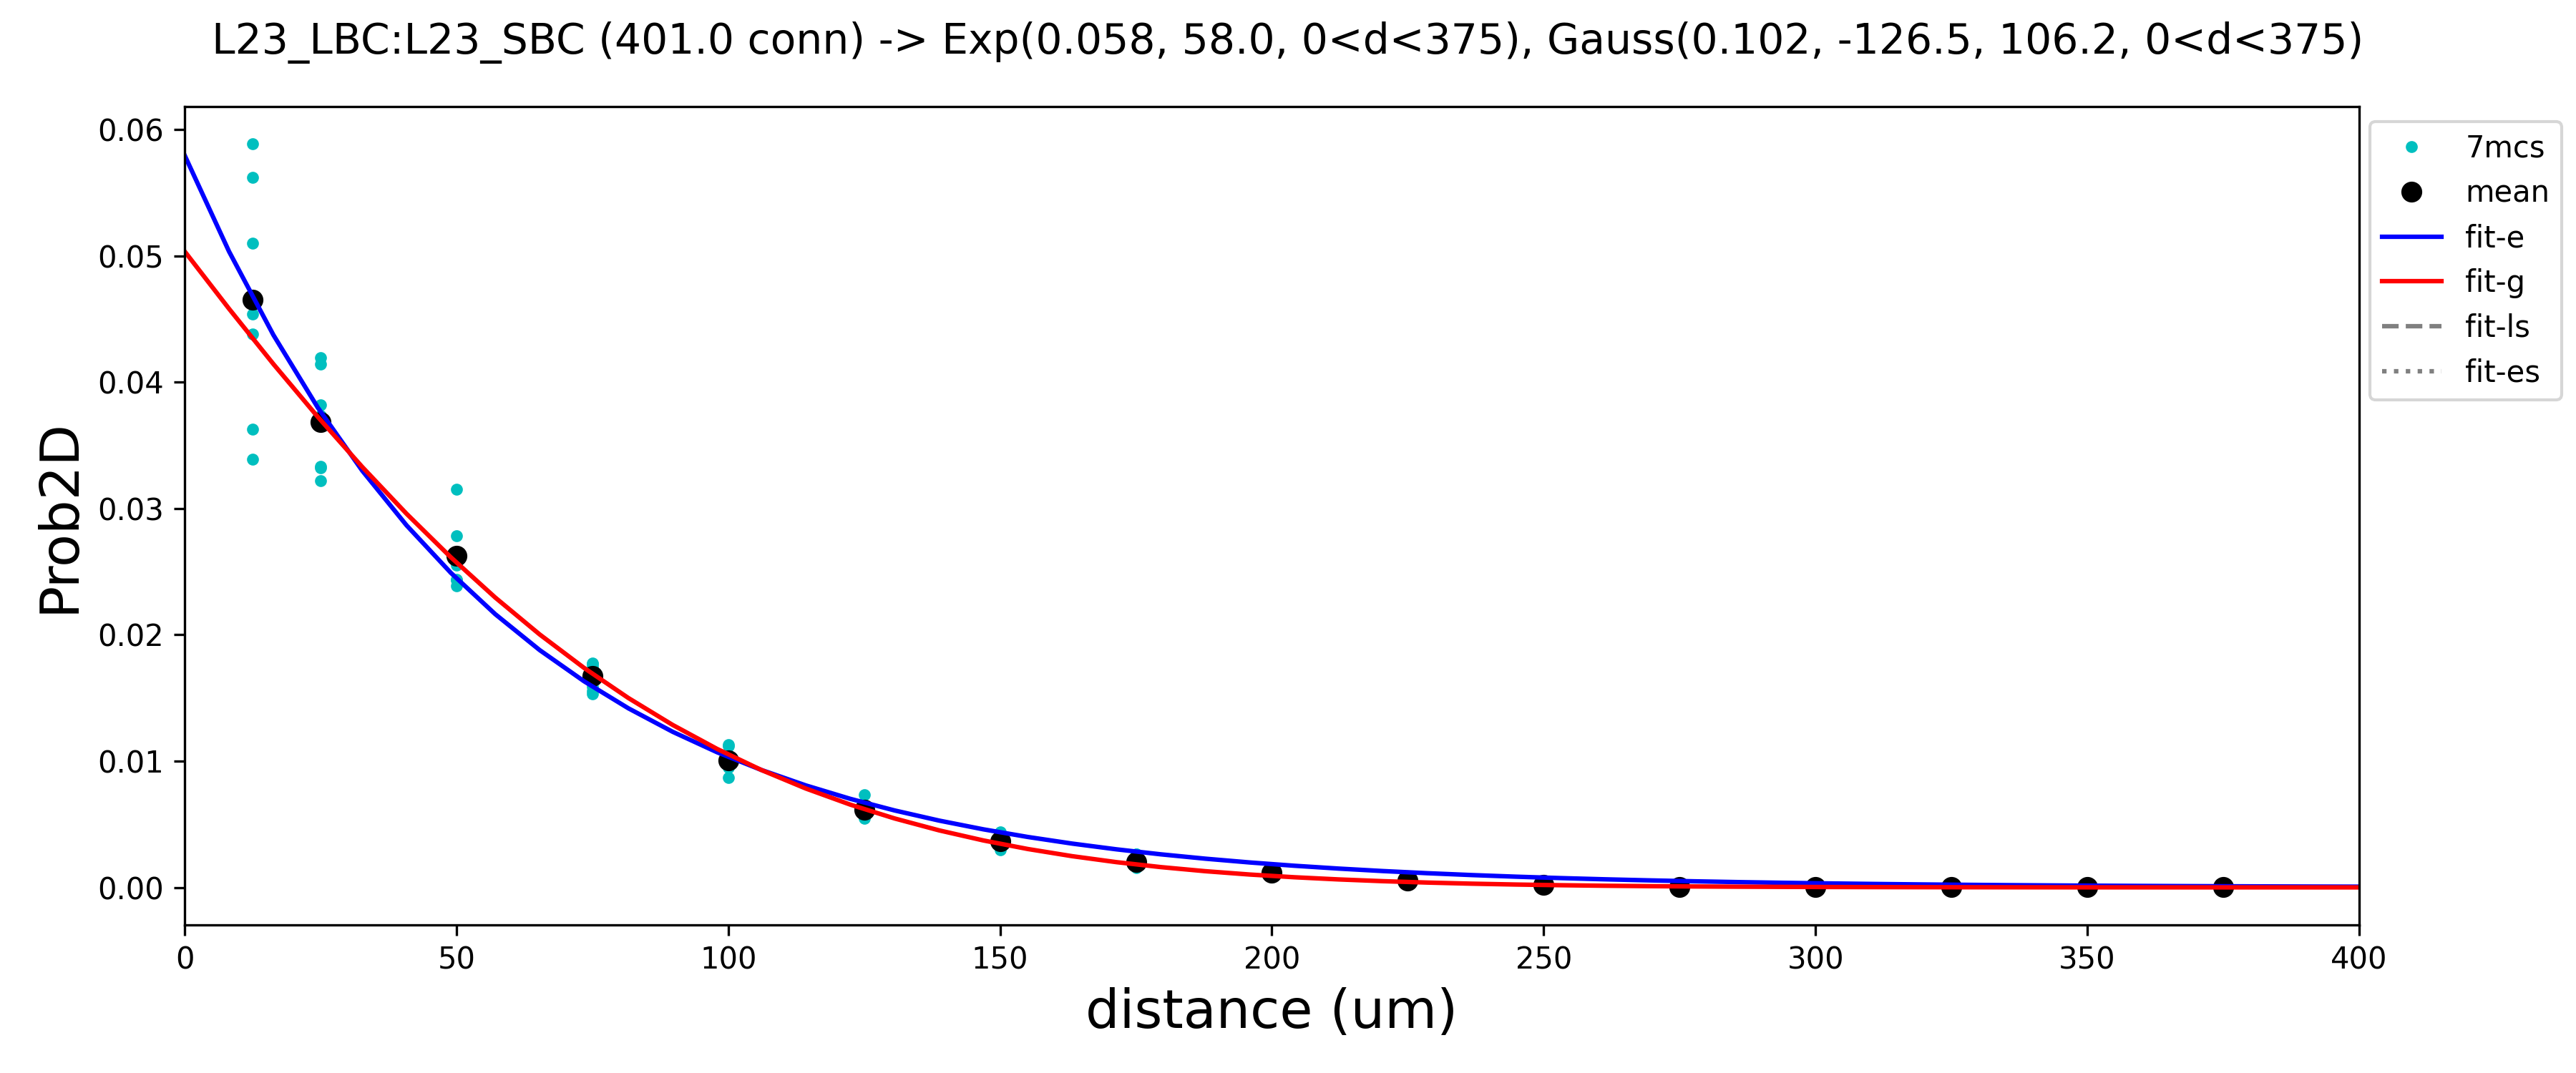 L23_LBC:L23_SBC (401.0 conn) -> Exp(0.058, 58.0, 0<d<375), Gauss(0.102, -126.5, 106.2, 0<d<375)
0.06
0.05
0.04
0.03
0.02
0.01
0.00
Prob2D
0 50 100 150 200 250 300 350 400
distance (um)
7mcs
mean
fit-e
fit-g
fit-ls
fit-es